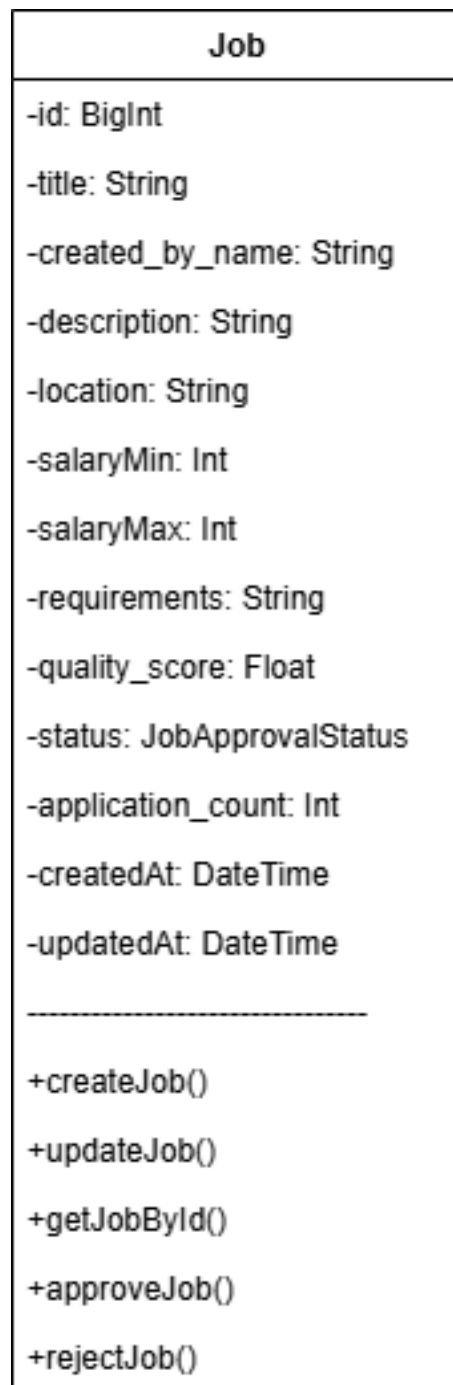 Job
-id: BigInt
-title: String
-created_by_name: String
-description: String
-location: String
-salaryMin: Int
-salaryMax: Int
-requirements: String
-quality_score: Float
-status: JobApprovalStatus
-application_count: Int
-createdAt: DateTime
-updatedAt: DateTime
--------------------------------
+createJob()
+updateJob()
+getJobById()
+approveJob()
+rejectJob()